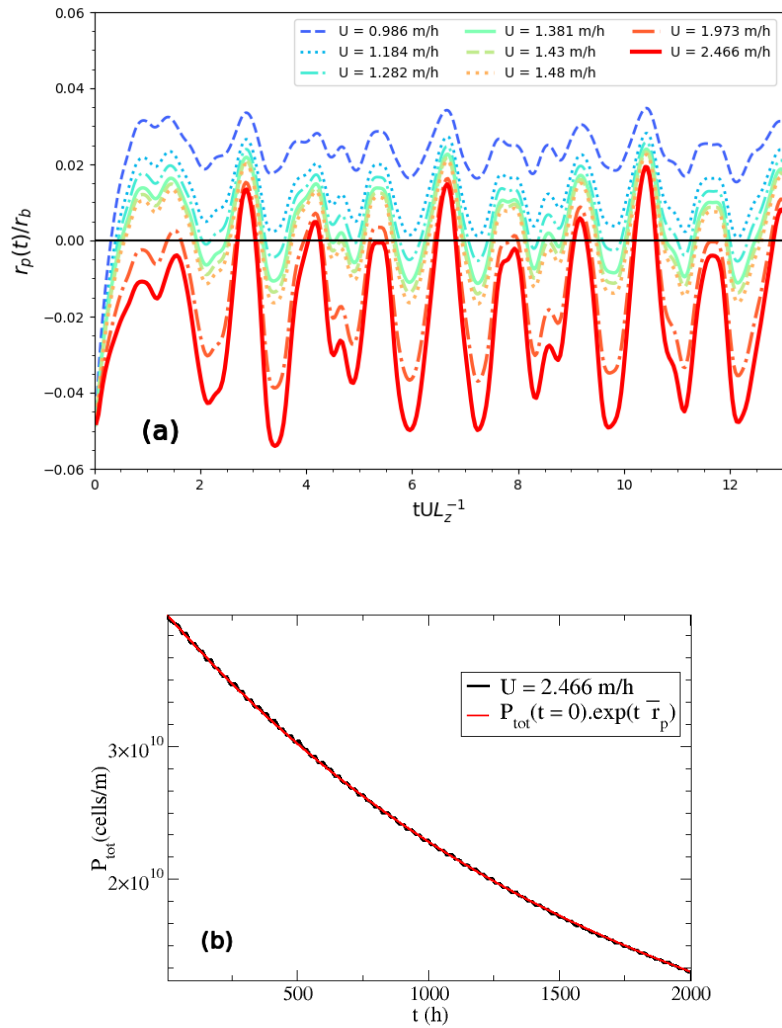 0.06
0.04
0.02
0.00
−0.02
−0.04
−0.06
r_p(t)/r_b
U = 0.986 m/h
U = 1.184 m/h
U = 1.282 m/h
U = 1.381 m/h
U = 1.43 m/h
U = 1.48 m/h
U = 1.973 m/h
U = 2.466 m/h
(a)
0 2 4 6 8 10 12
tUL_z^{-1}
U = 2.466 m/h
P_tot(t = 0).exp(t r̅_p)
3×10^10
2×10^10
P_tot(cells/m)
(b)
500 1000 1500 2000
t (h)